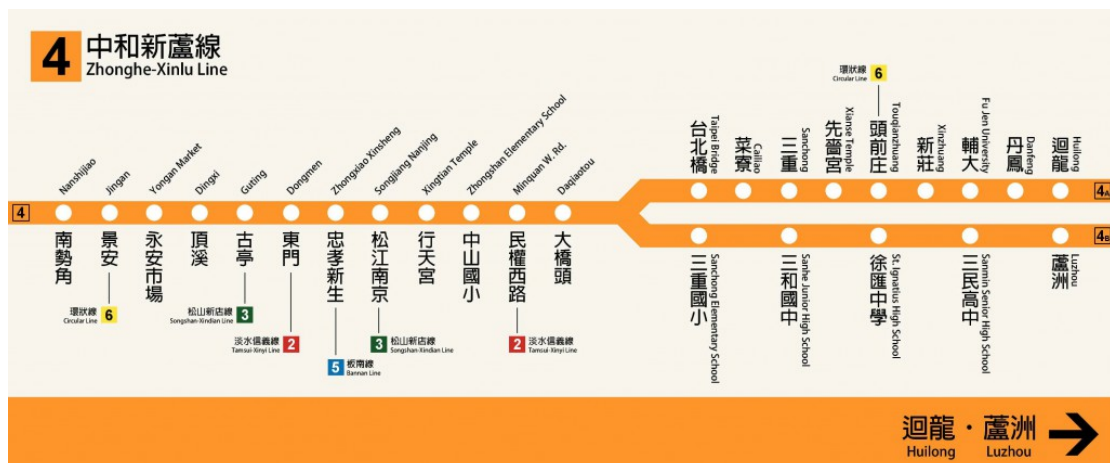 4
中和新蘆線
Zhonghe-Xinlu Line
環狀線
Circular Line
6
Nanshijiao
Jingan
Yongan Market
Dingxi
Guting
Dongmen
Zhongxiao Xinsheng
Songjiang Nanjing
Xingtian Temple
Zhongshan Elementary School
Minquan W. Rd.
Daqiaotou
台北橋
Taipei Bridge
菜寮
Cailiao
三重
Sanchong
先嗇宮
Xianse Temple
頭前庄
Touqianzhuang
新莊
Xinzhuang
輔大
Fu Jen University
丹鳳
Danfeng
迴龍
Huilong
4
4A
4B
南勢角
景安
永安市場
頂溪
古亭
東門
忠孝新生
松江南京
行天宮
中山國小
民權西路
大橋頭
三重國小
Sanchong Elementary School
三和國中
Sanhe Junior High School
徐匯中學
St. Ignatius High School
三民高中
Sanmin Senior High School
蘆洲
Luzhou
環狀線
Circular Line
6
松山新店線
Songshan-Xindian Line
3
淡水信義線
Tamsui-Xinyi Line
2
5
板南線
Bannan Line
3
松山新店線
Songshan-Xindian Line
2
淡水信義線
Tamsui-Xinyi Line
迴龍・蘆洲
Huilong Luzhou